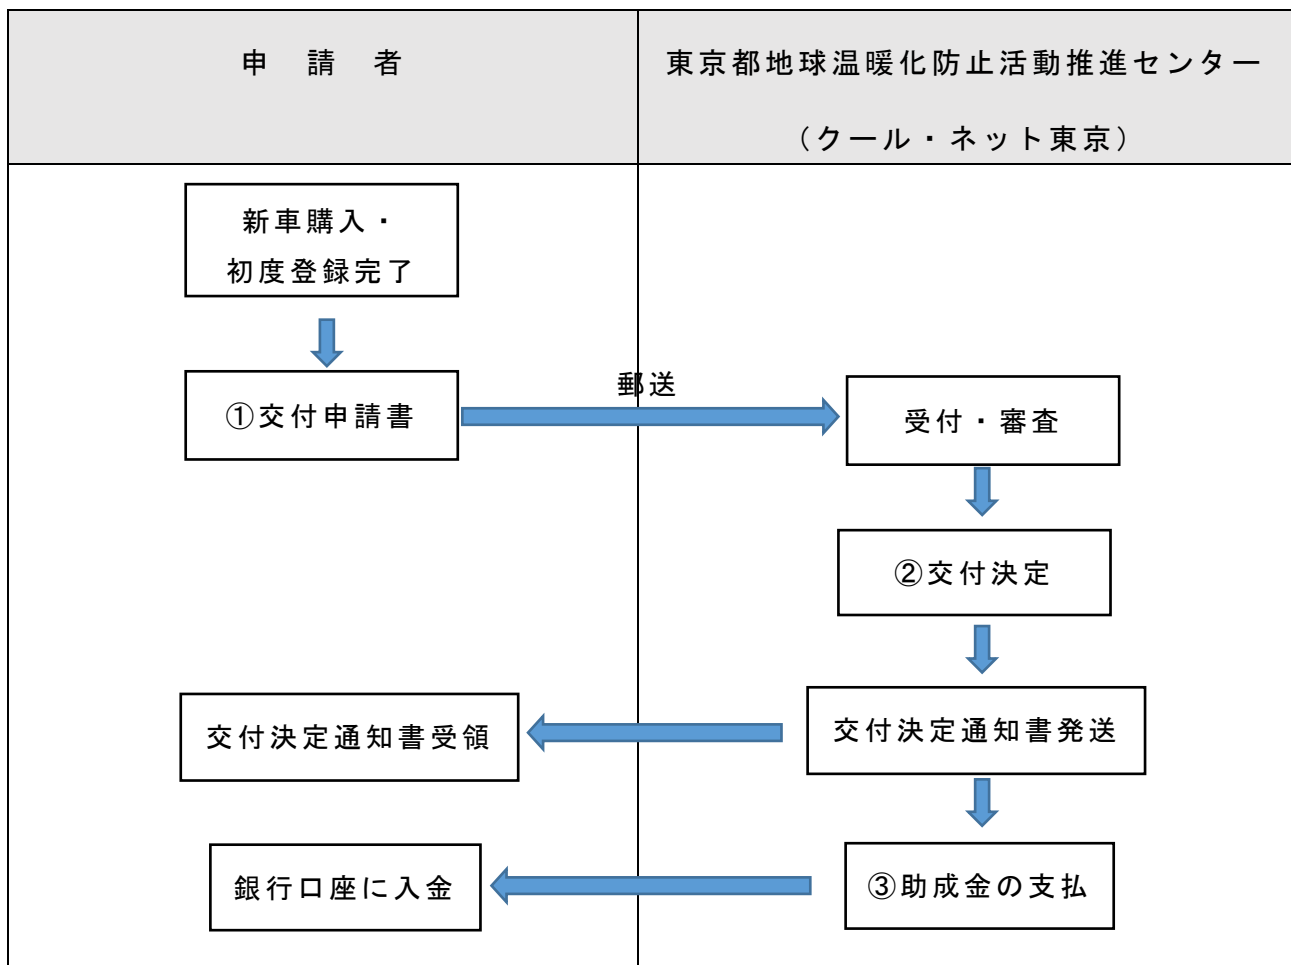 申 請 者
東京都地球温暖化防止活動推進センター
（クール・ネット東京）
新車購入・
初度登録完了
郵送
①交付申請書
受付・審査
②交付決定
交付決定通知書受領
交付決定通知書発送
銀行口座に入金
③助成金の支払